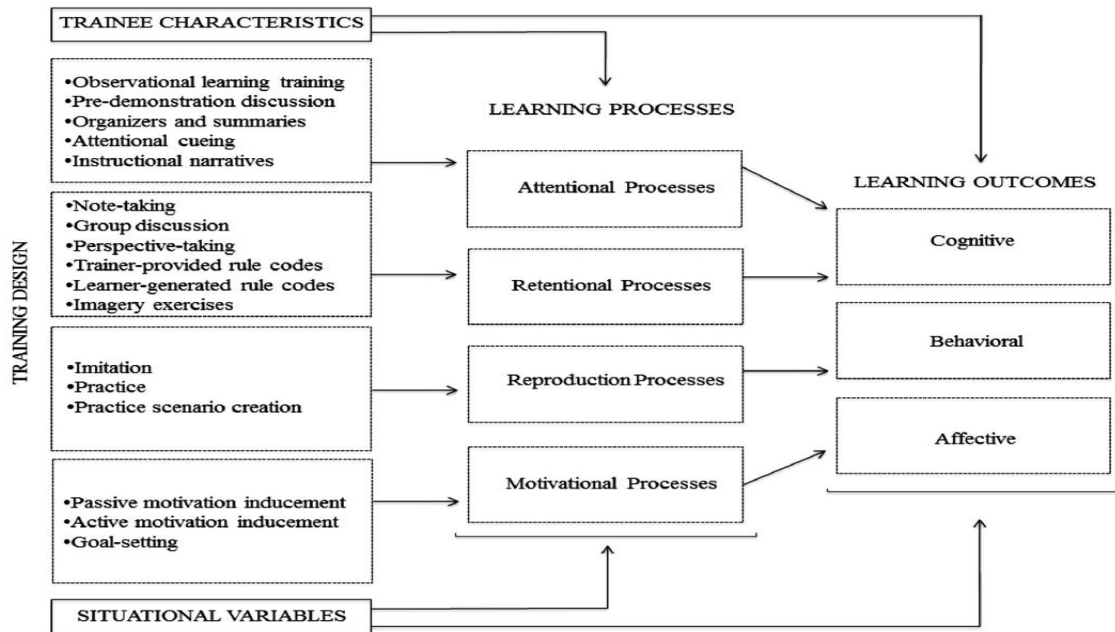 TRAINEE CHARACTERISTICS
•Observational learning training
•Pre-demonstration discussion
•Organizers and summaries
•Attentional cueing
•Instructional narratives
•Note-taking
•Group discussion
•Perspective-taking
•Trainer-provided rule codes
•Learner-generated rule codes
•Imagery exercises
•Imitation
•Practice
•Practice scenario creation
•Passive motivation inducement
•Active motivation inducement
•Goal-setting
SITUATIONAL VARIABLES
TRAINING DESIGN
LEARNING PROCESSES
Attentional Processes
Retentional Processes
Reproduction Processes
Motivational Processes
LEARNING OUTCOMES
Cognitive
Behavioral
Affective